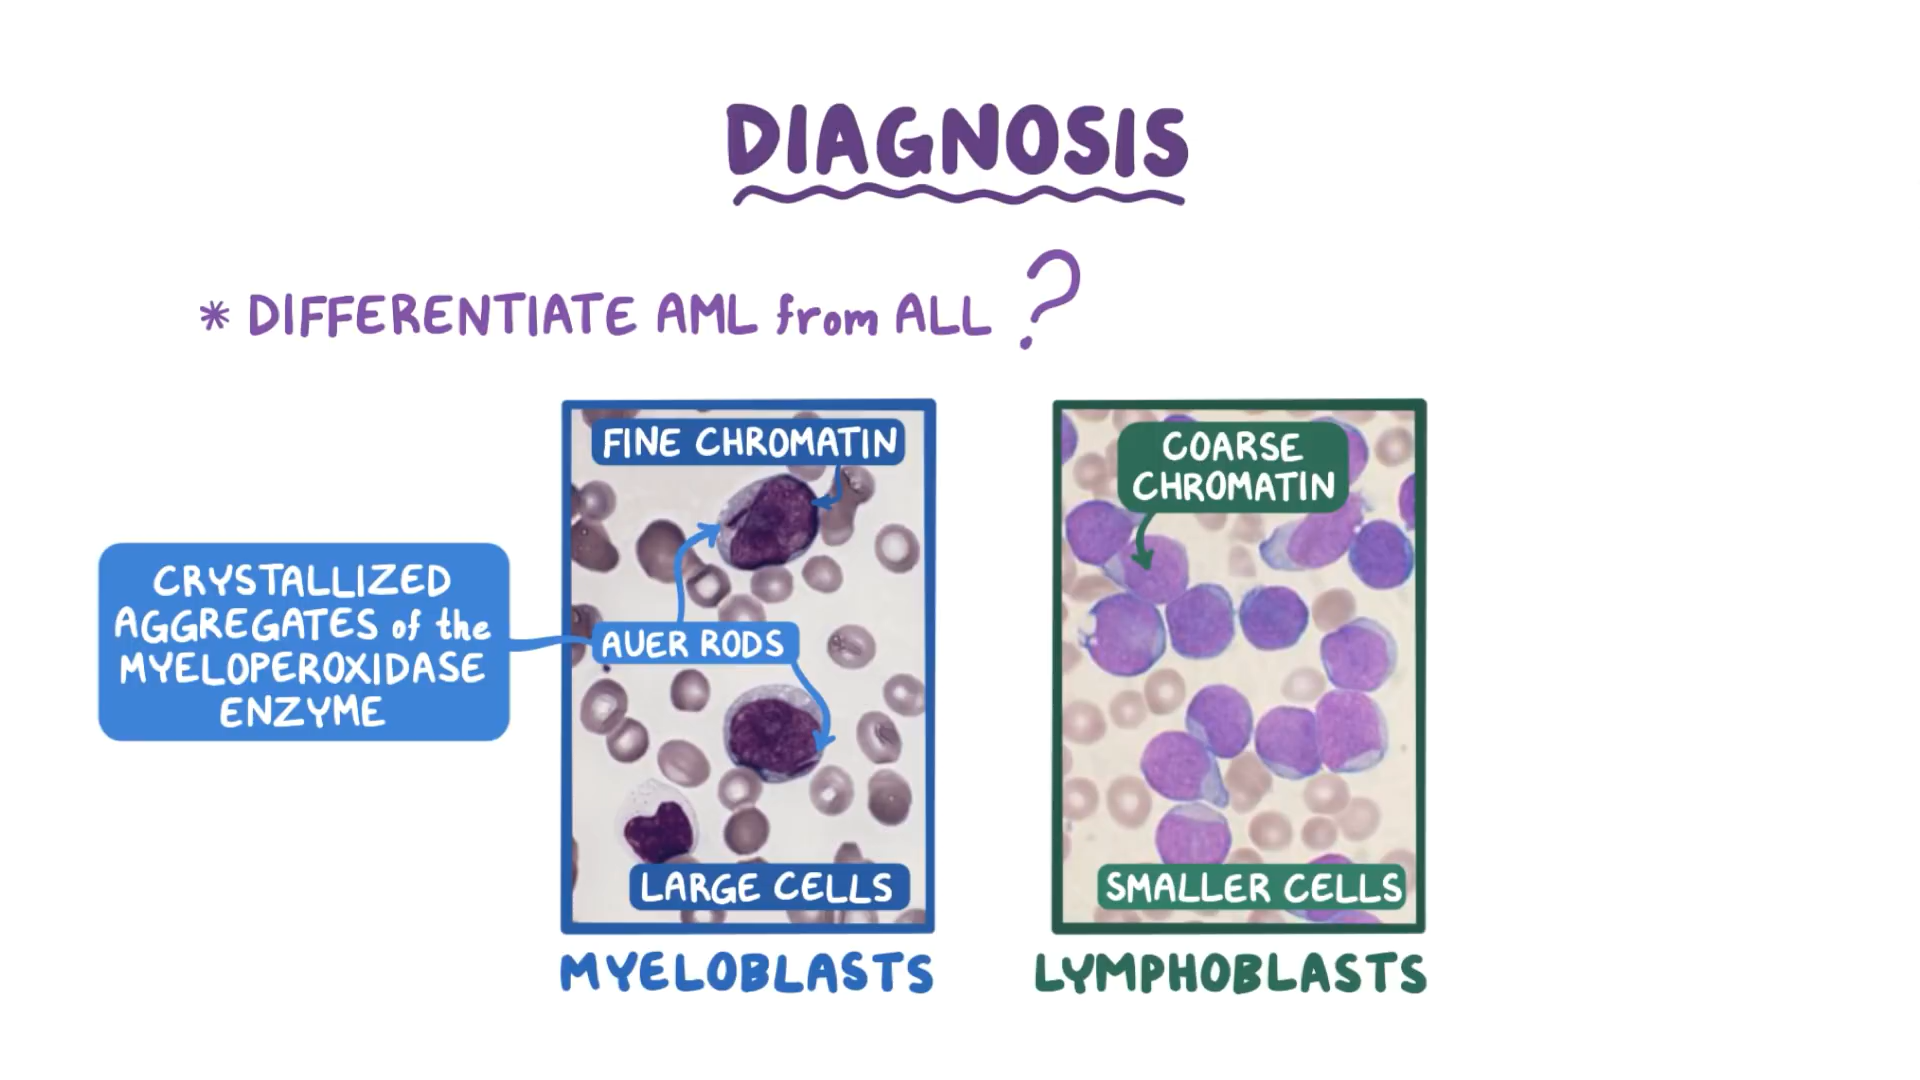 DIAGNOSIS
* DIFFERENTIATE AML from ALL ?
FINE CHROMATIN
CRYSTALLIZED
AGGREGATES of the
MYELOPEROXIDASE
ENZYME
AUER RODS
LARGE CELLS
MYELOBLASTS
COARSE
CHROMATIN
SMALLER CELLS
LYMPHOBLASTS